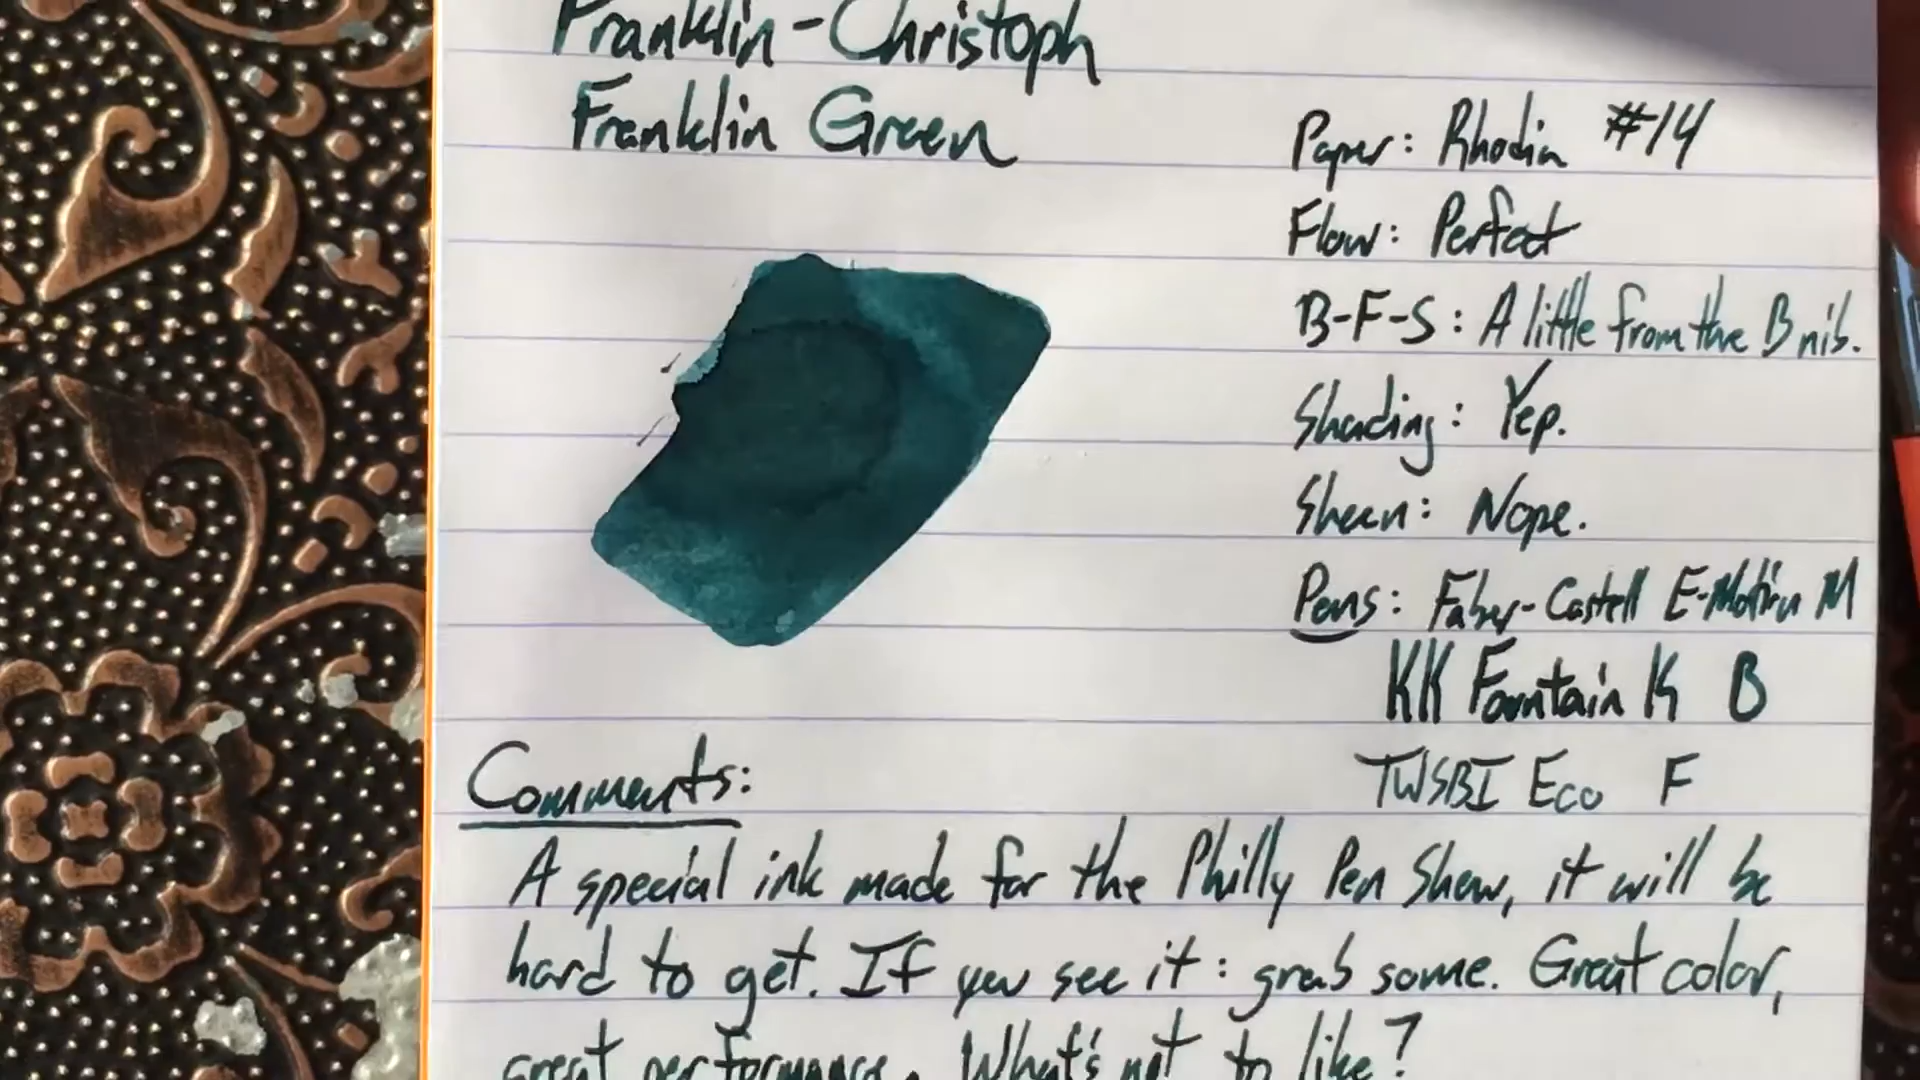 Franklin-Christoph
Franklin Green
Paper: Rhodia #14
Flow: Perfect
B-F-S: A little from the B nib.
Shading: Yep.
Sheen: Nope.
Pens: Faber-Castell E-Motion M
KK Fountain K B
TWSBI Eco F
Comments:
A special ink made for the Philly Pen Show, it will be
hard to get. If you see it: grab some. Great color,
great performance. What's not to like?